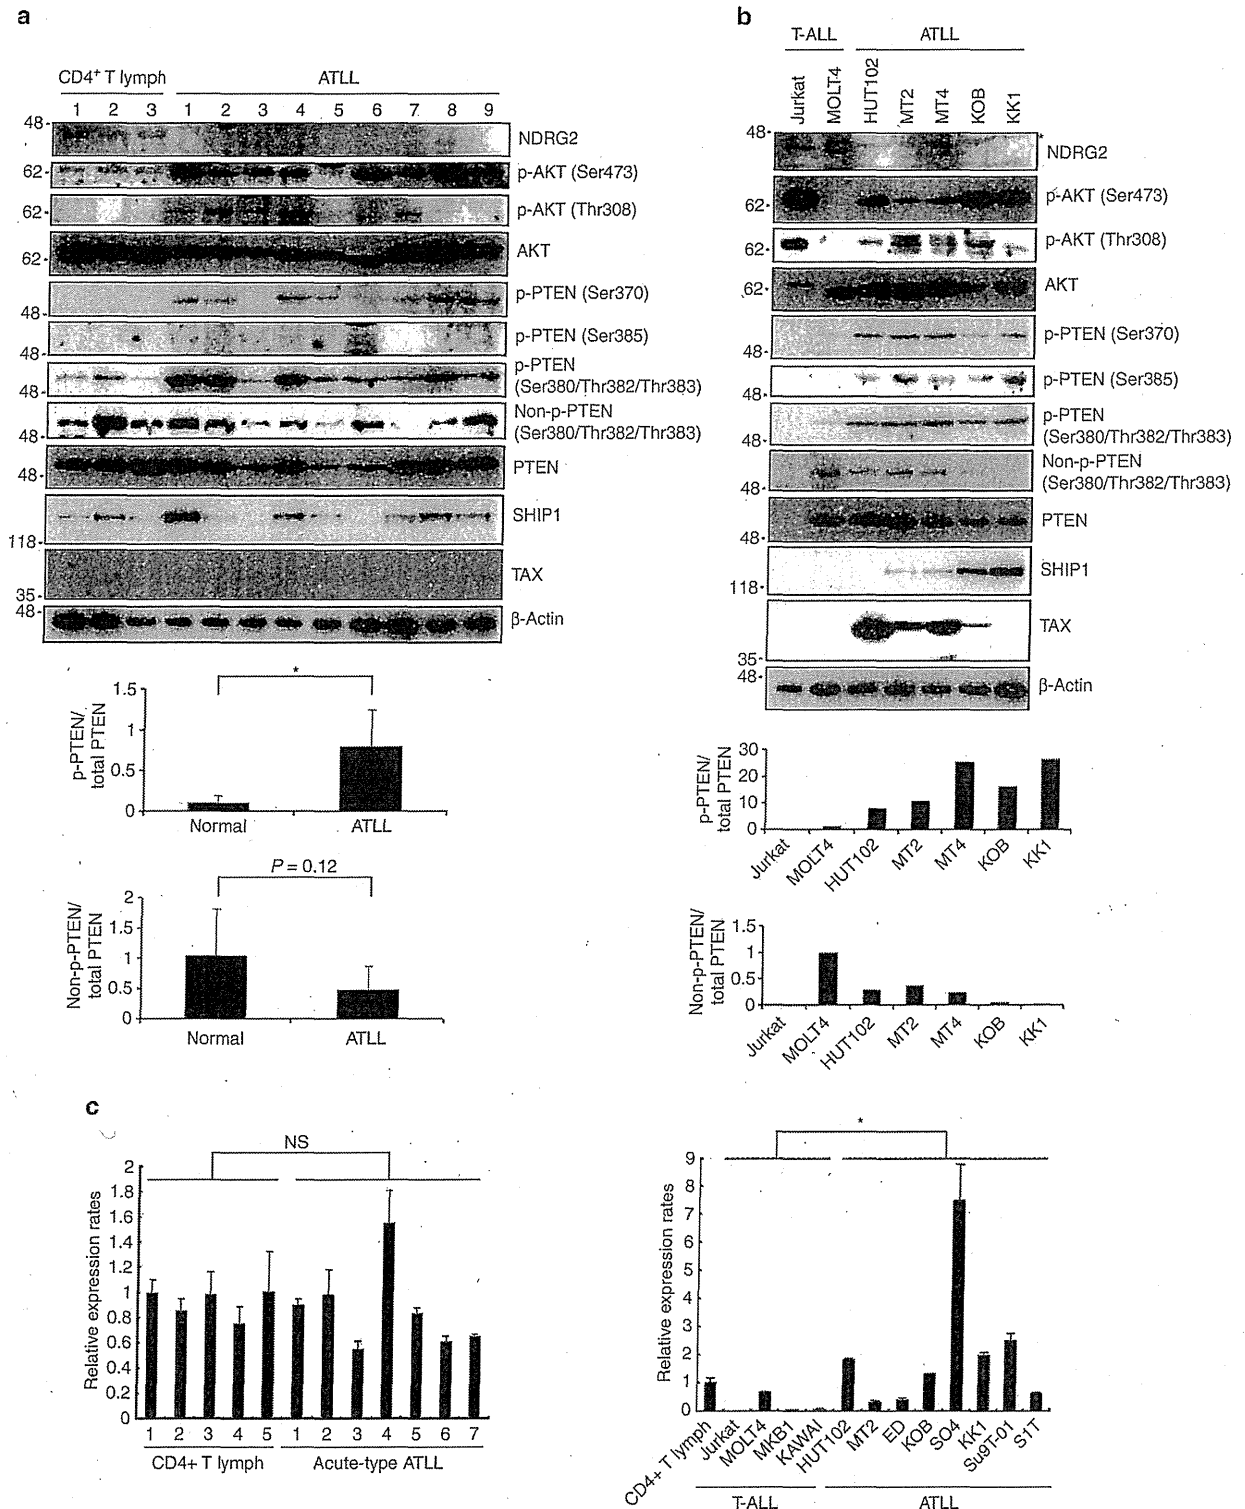 a
CD4+ T lymph ATLL
1 2 3 1 2 3 4 5 6 7 8 9
48- NDRG2
62- p-AKT (Ser473)
62- p-AKT (Thr308)
62- AKT
48- p-PTEN (Ser370)
48- p-PTEN (Ser385)
48- p-PTEN
(Ser380/Thr382/Thr383)
48- Non-p-PTEN
(Ser380/Thr382/Thr383)
48- PTEN
118- SHIP1
35- TAX
48- β-Actin
*
p-PTEN/
total PTEN
1.5
1
0.5
0
Normal ATLL
P = 0.12
Non-p-PTEN/
total PTEN
2
1.5
1
0.5
0
Normal ATLL
b
T-ALL ATLL
Jurkat MOLT4 HUT102 MT2 MT4 KOB KK1
48- *
NDRG2
62- p-AKT (Ser473)
62- p-AKT (Thr308)
62- AKT
48- p-PTEN (Ser370)
48- p-PTEN (Ser385)
48- p-PTEN
(Ser380/Thr382/Thr383)
48- Non-p-PTEN
(Ser380/Thr382/Thr383)
48- PTEN
118- SHIP1
35- TAX
48- β-Actin
p-PTEN/
total PTEN
30
20
10
0
Jurkat MOLT4 HUT102 MT2 MT4 KOB KK1
Non-p-PTEN/
total PTEN
1.5
1
0.5
0
Jurkat MOLT4 HUT102 MT2 MT4 KOB KK1
c
NS
Relative expression rates
2
1.8
1.6
1.4
1.2
1
0.8
0.6
0.4
0.2
0
1 2 3 4 5 1 2 3 4 5 6 7
CD4+ T lymph Acute-type ATLL
*
Relative expression rates
9
8
7
6
5
4
3
2
1
0
CD4+ T lymph Jurkat MOLT4 MKB1 KAWAI HUT102 MT2 ED KOB SO4 KK1 Su9T-01 S1T
T-ALL ATLL